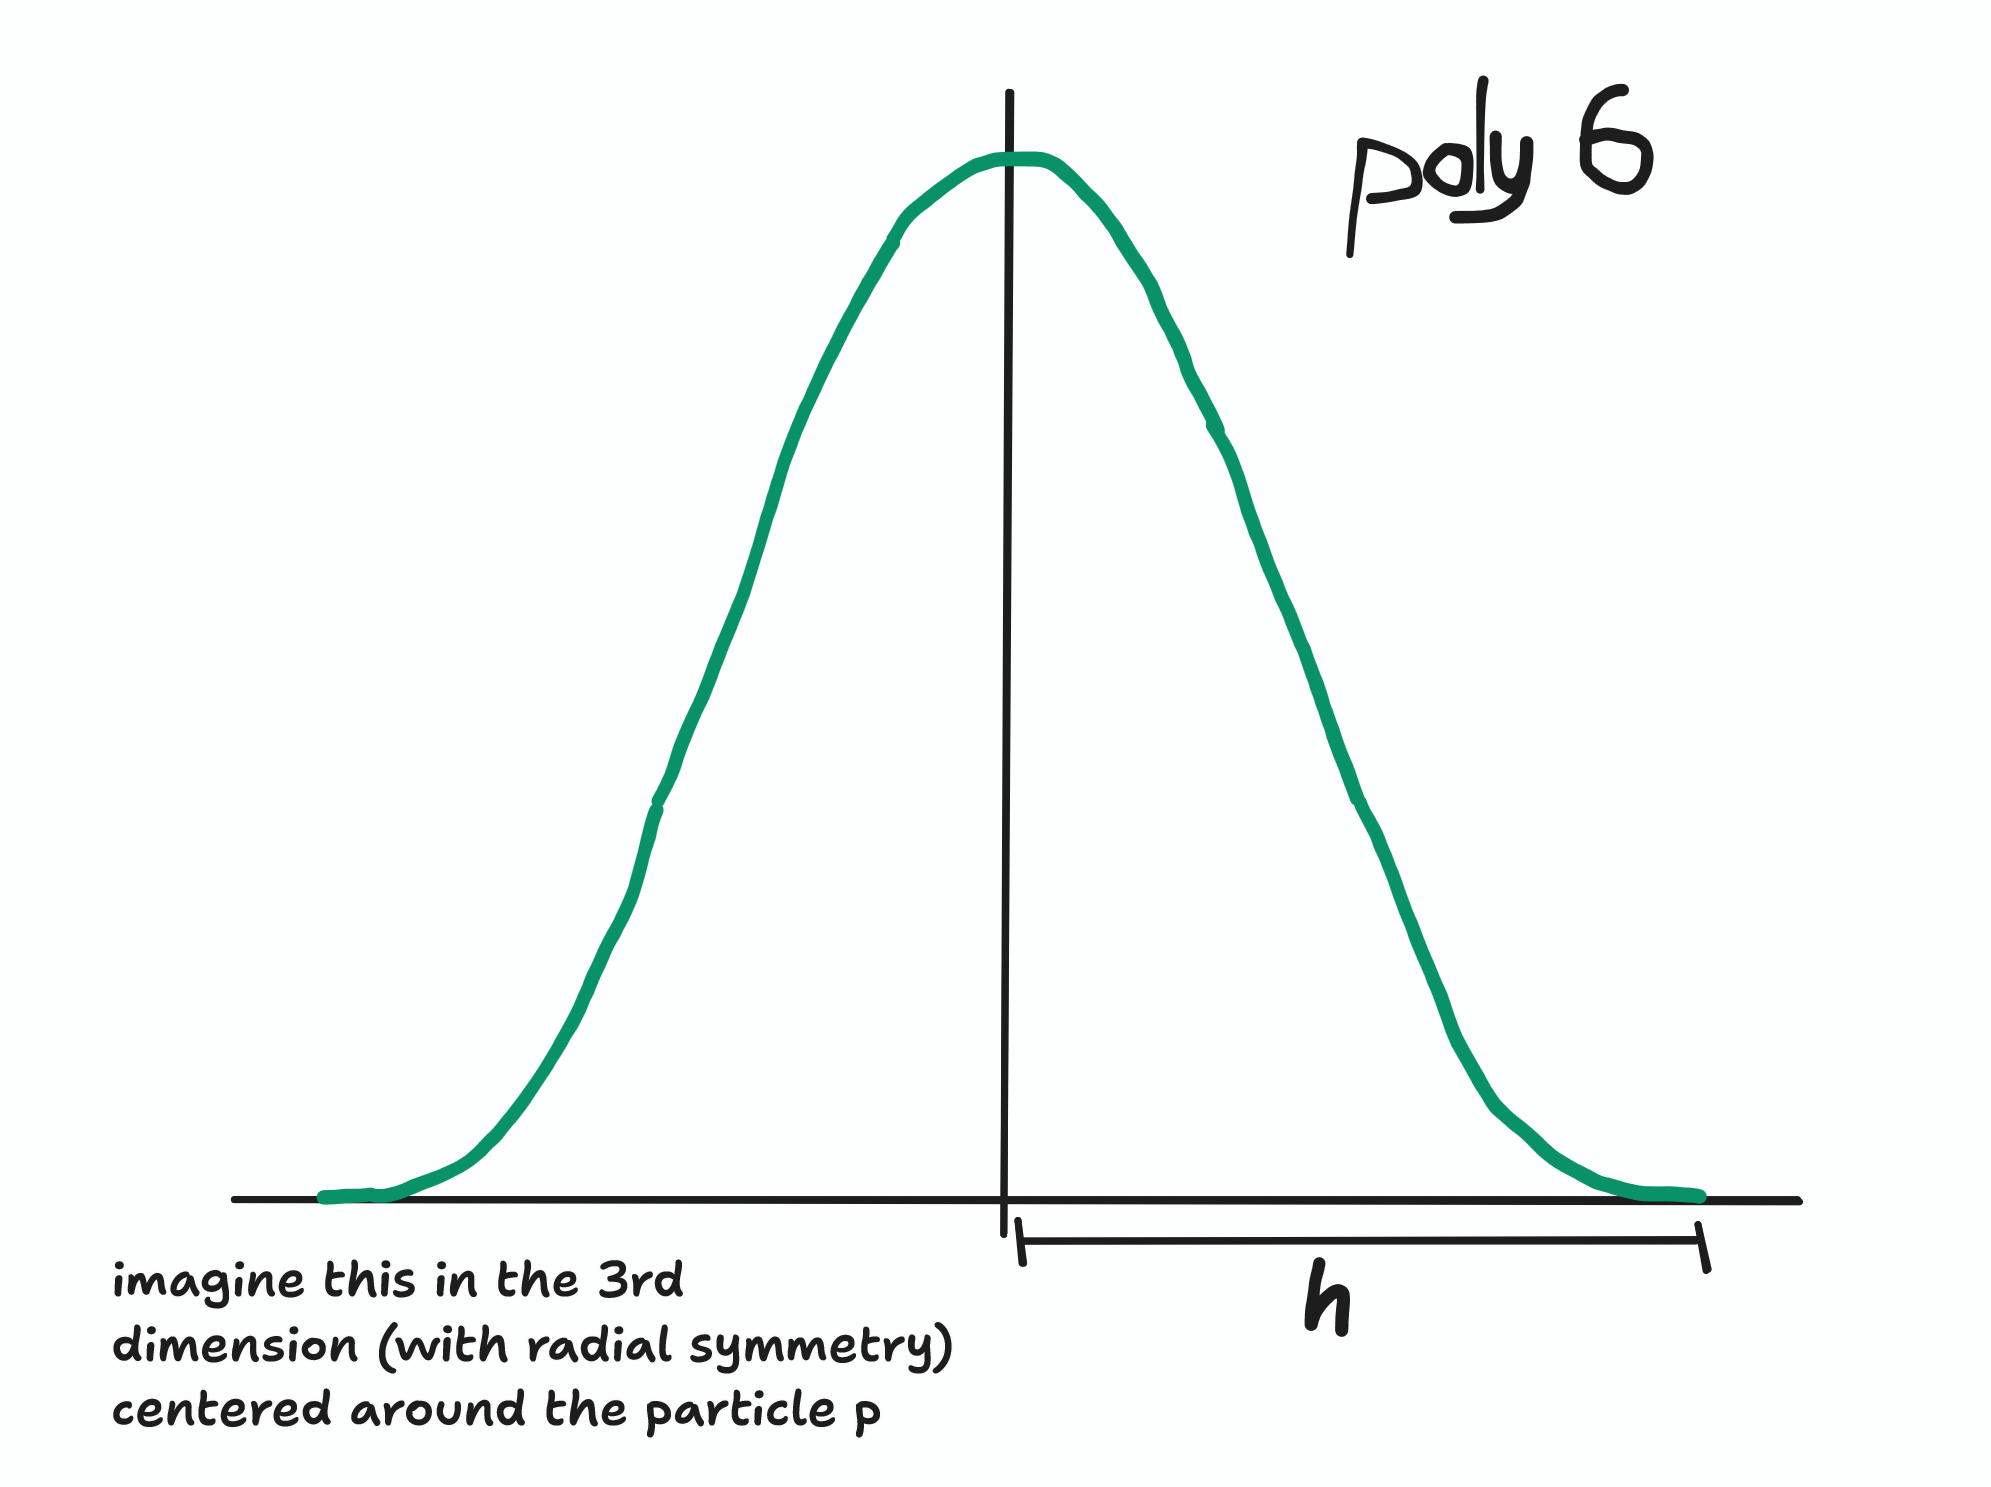 poly 6
h
imagine this in the 3rd
dimension (with radial symmetry)
centered around the particle p